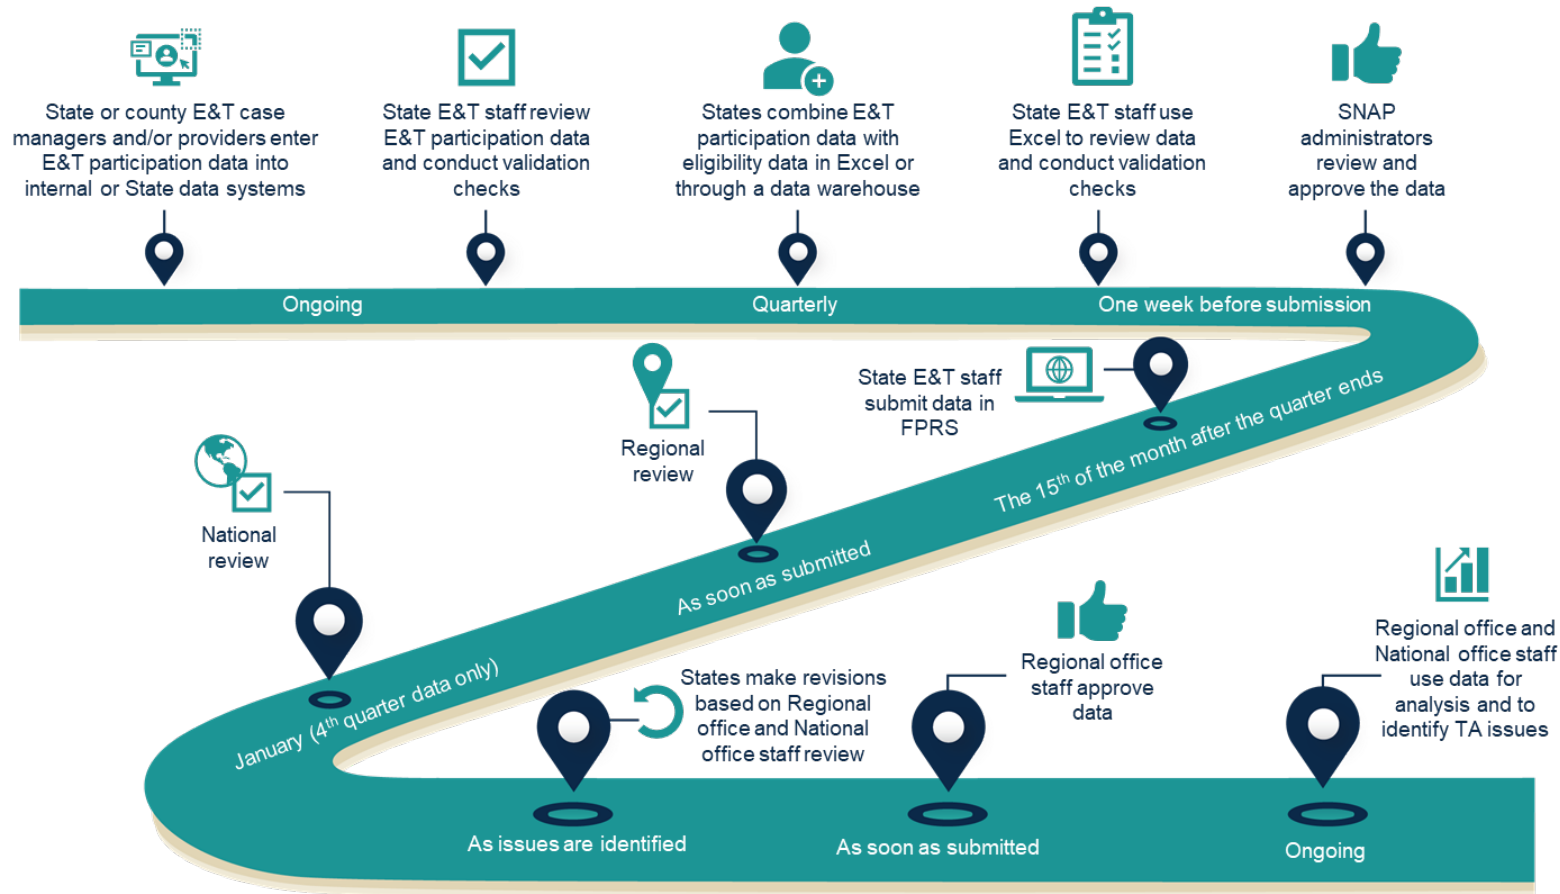 State or county E&T case
managers and/or providers enter
E&T participation data into
internal or State data systems
State E&T staff review
E&T participation data
and conduct validation
checks
States combine E&T
participation data with
eligibility data in Excel or
through a data warehouse
State E&T staff use
Excel to review data
and conduct validation
checks
SNAP
administrators
review and
approve the data
Ongoing
Quarterly
One week before submission
State E&T staff
submit data in
FPRS
The 15th of the month after the quarter ends
Regional
review
As soon as submitted
National
review
January (4th quarter data only)
States make revisions
based on Regional
office and National
office staff review
As issues are identified
Regional office
staff approve
data
As soon as submitted
Regional office and
National office staff
use data for
analysis and to
identify TA issues
Ongoing